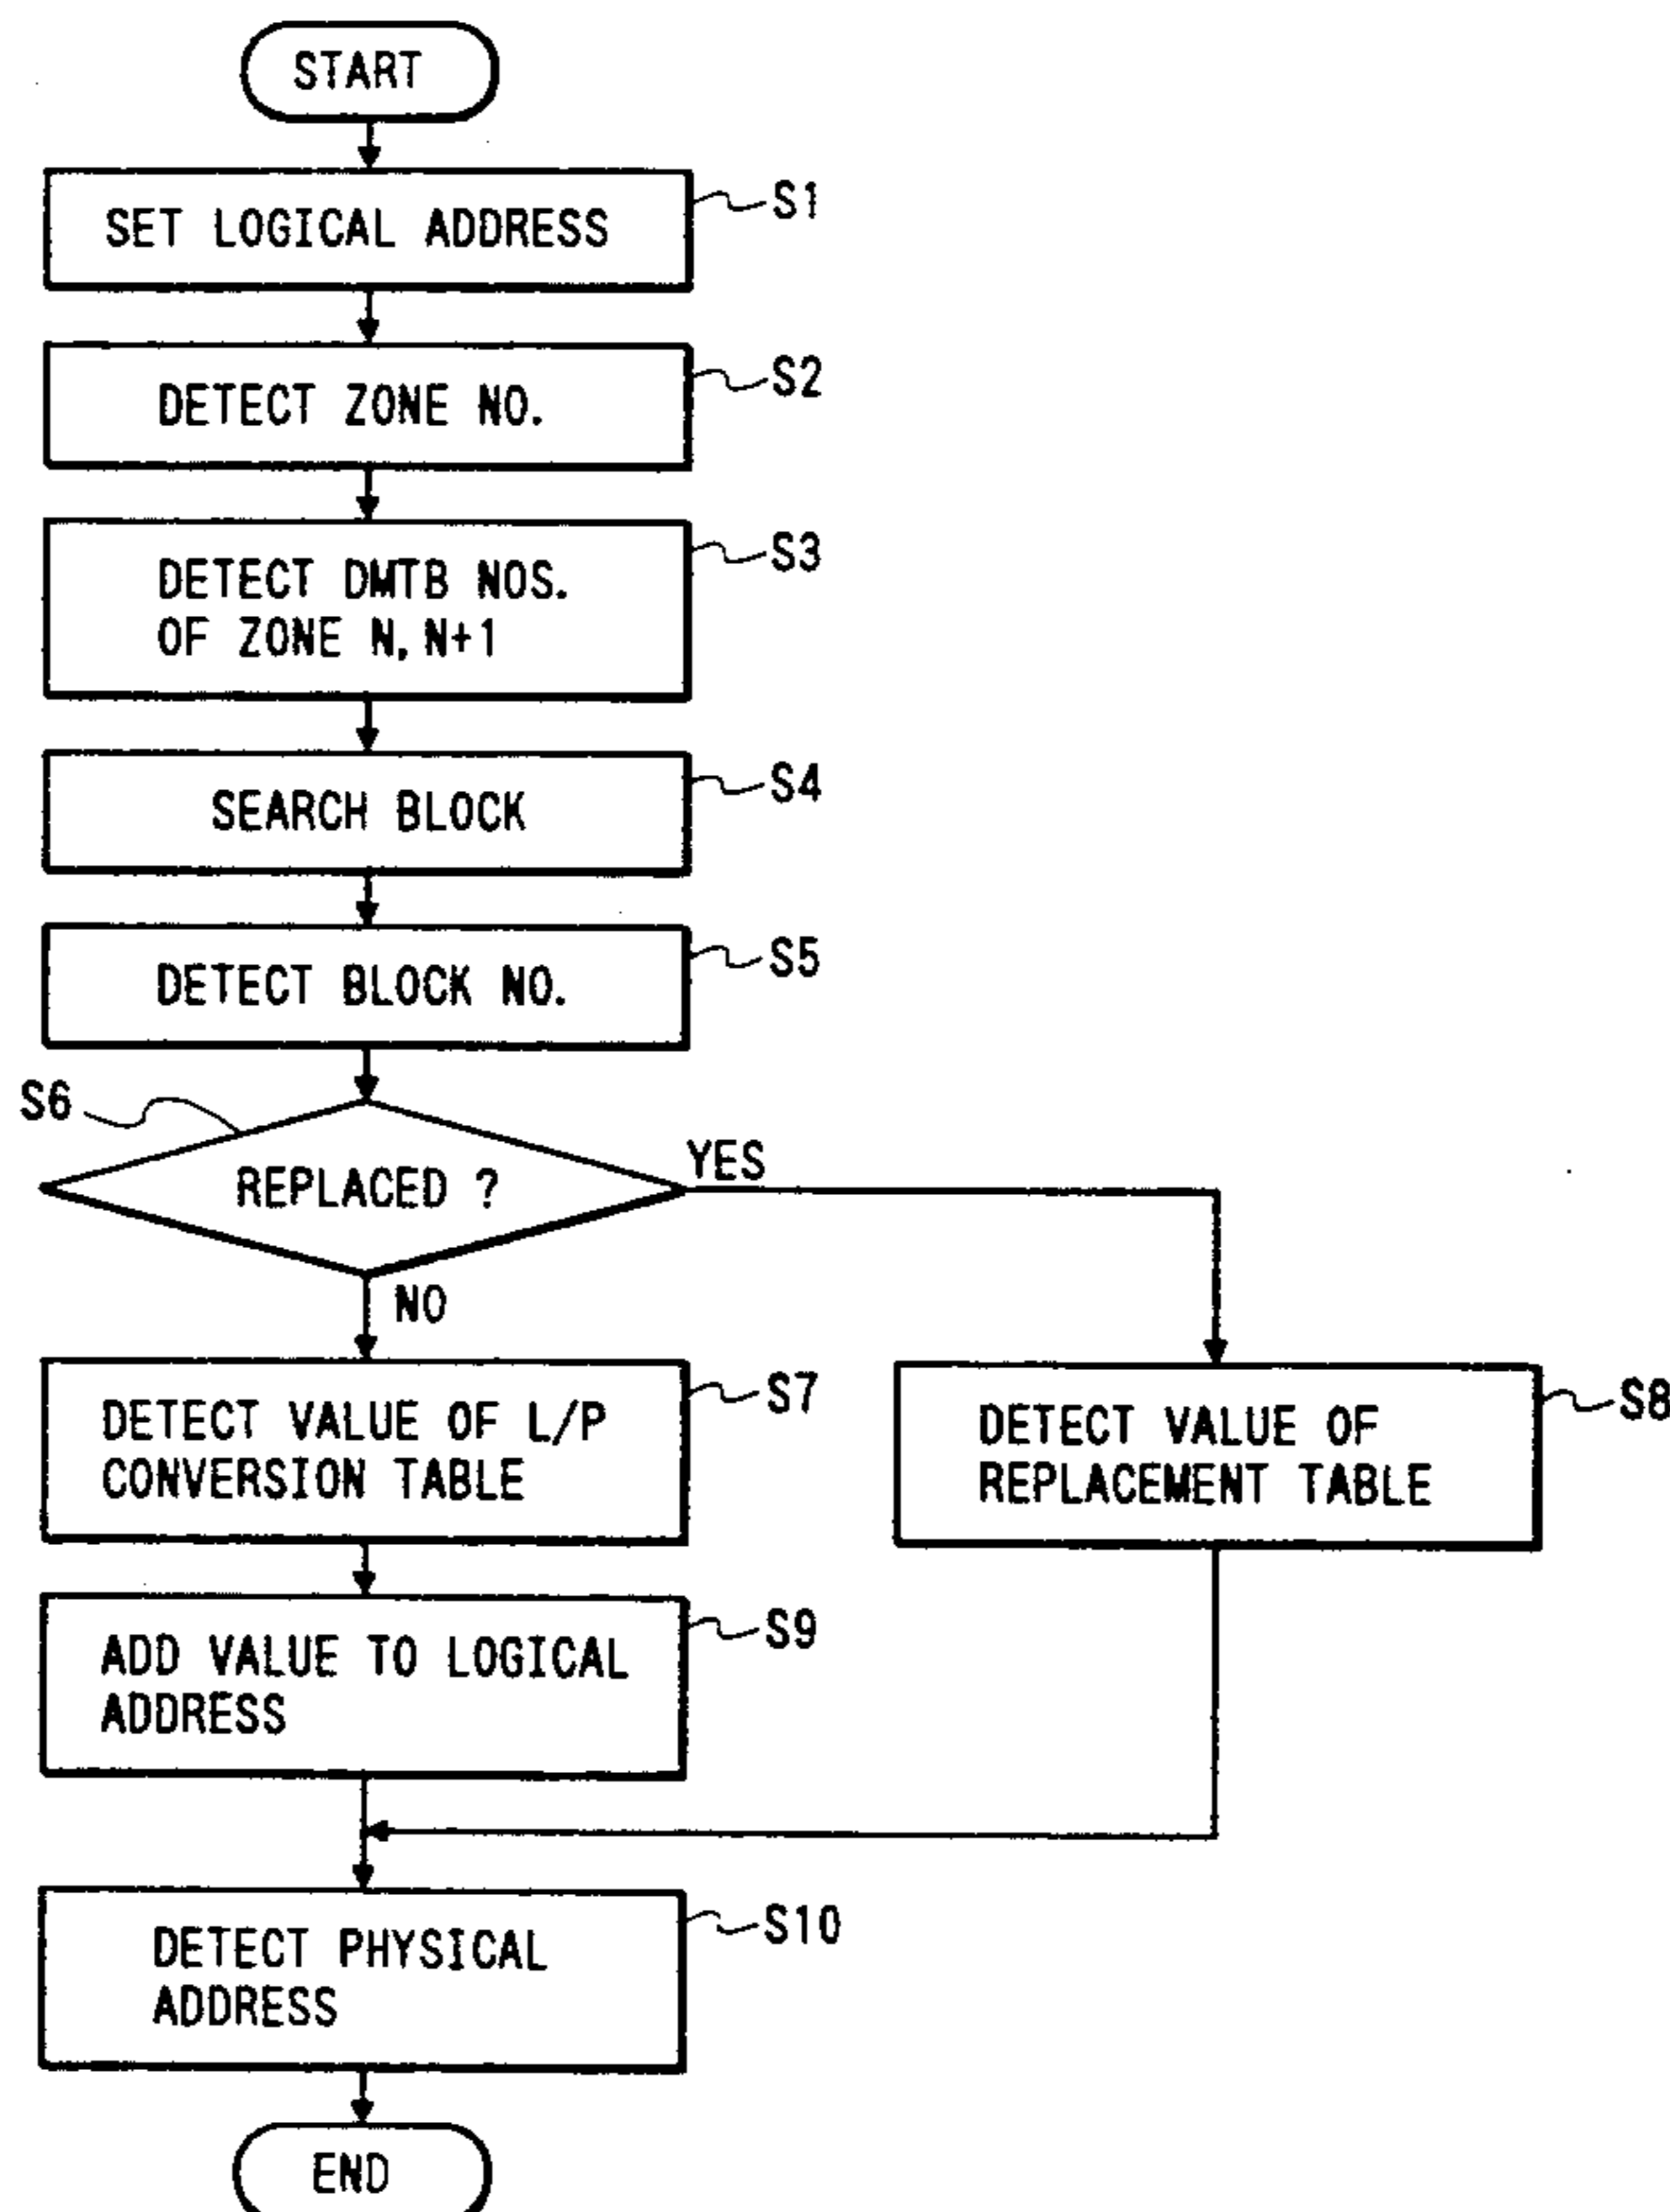 START
SET LOGICAL ADDRESS
S1
DETECT ZONE NO.
S2
DETECT DMTB NOS.
OF ZONE N, N+1
S3
SEARCH BLOCK
S4
DETECT BLOCK NO.
S5
S6
REPLACED ?
YES
NO
DETECT VALUE OF L/P
CONVERSION TABLE
S7
DETECT VALUE OF
REPLACEMENT TABLE
S8
ADD VALUE TO LOGICAL
ADDRESS
S9
DETECT PHYSICAL
ADDRESS
S10
END